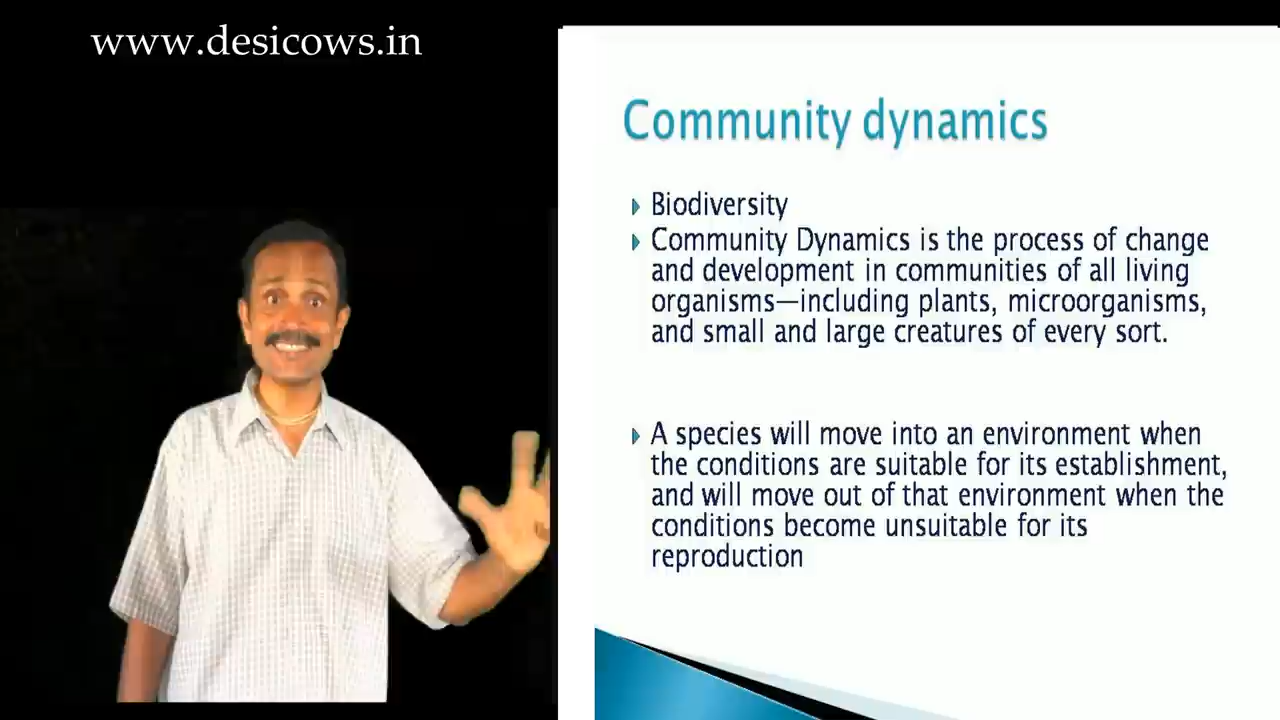 www.desicows.in
Community dynamics
Biodiversity
Community Dynamics is the process of change
and development in communities of all living
organisms—including plants, microorganisms,
and small and large creatures of every sort.
A species will move into an environment when
the conditions are suitable for its establishment,
and will move out of that environment when the
conditions become unsuitable for its
reproduction